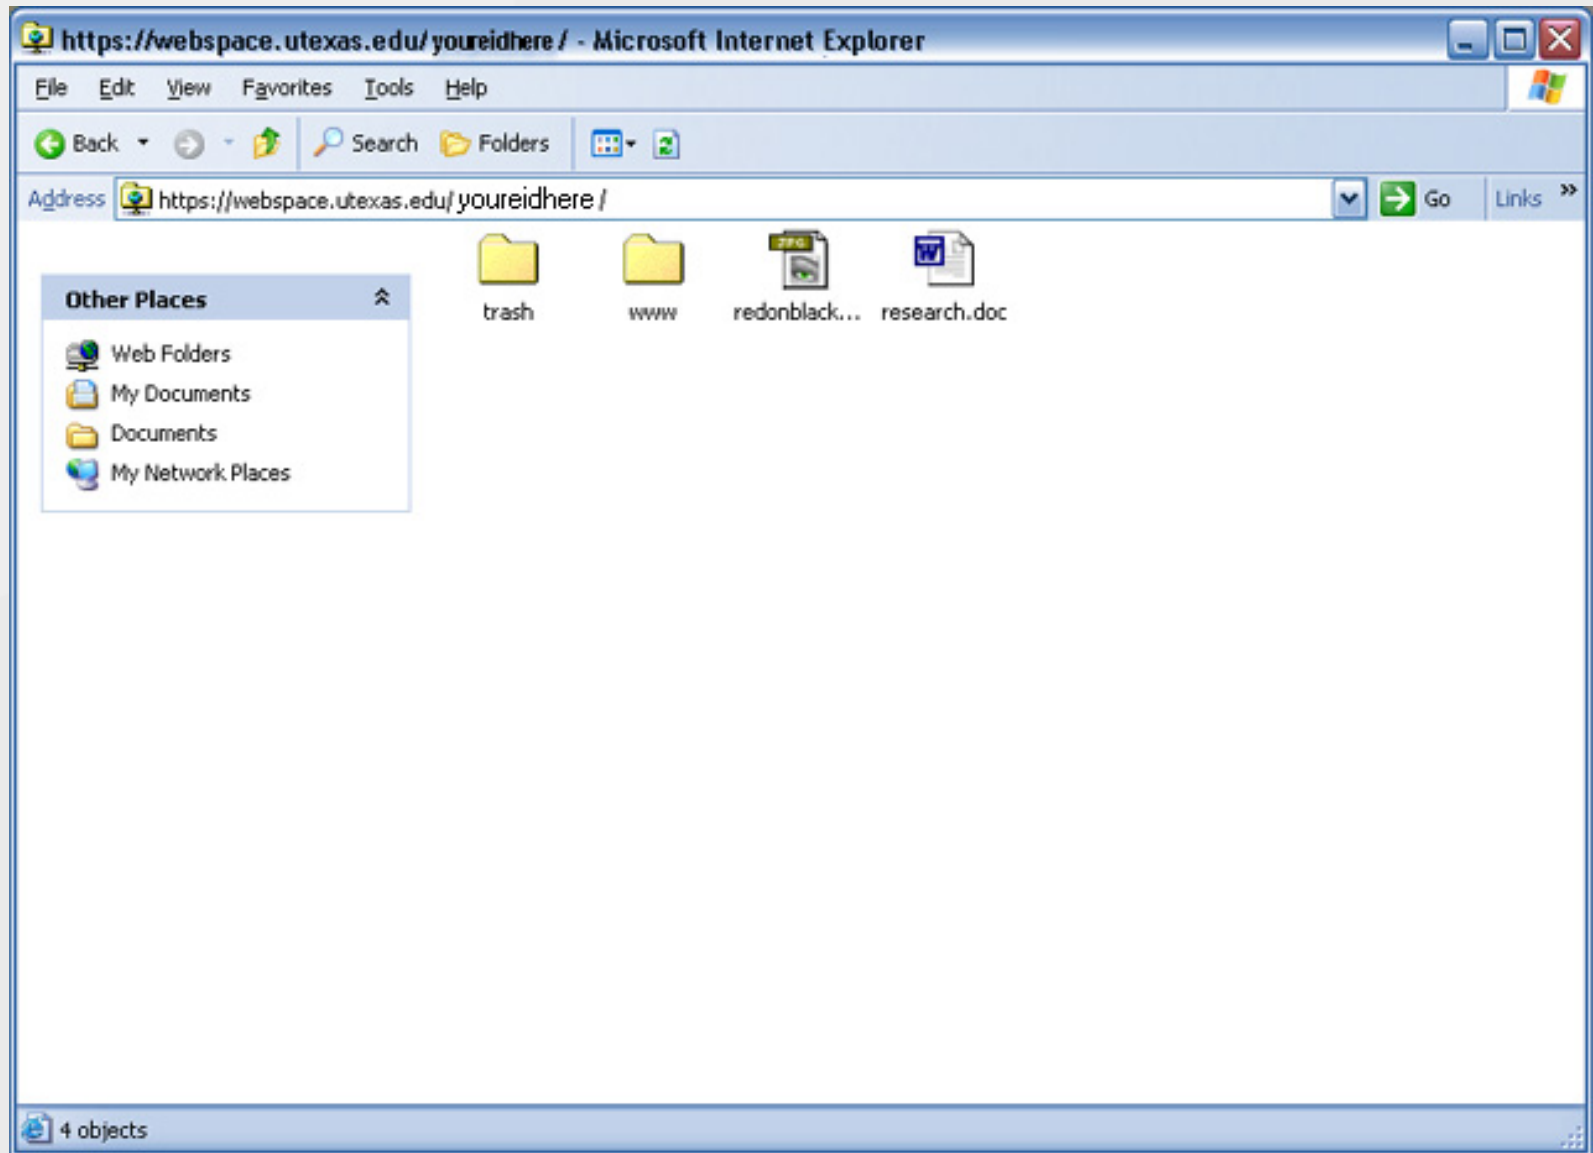 https://webspace.utexas.edu/youreidhere/ - Microsoft Internet Explorer
File Edit View Favorites Tools Help
Back Search Folders
Address https://webspace.utexas.edu/youreidhere/ Go Links »
Other Places
Web Folders
My Documents
Documents
My Network Places
JPG W
trash www redonblack... research.doc
4 objects